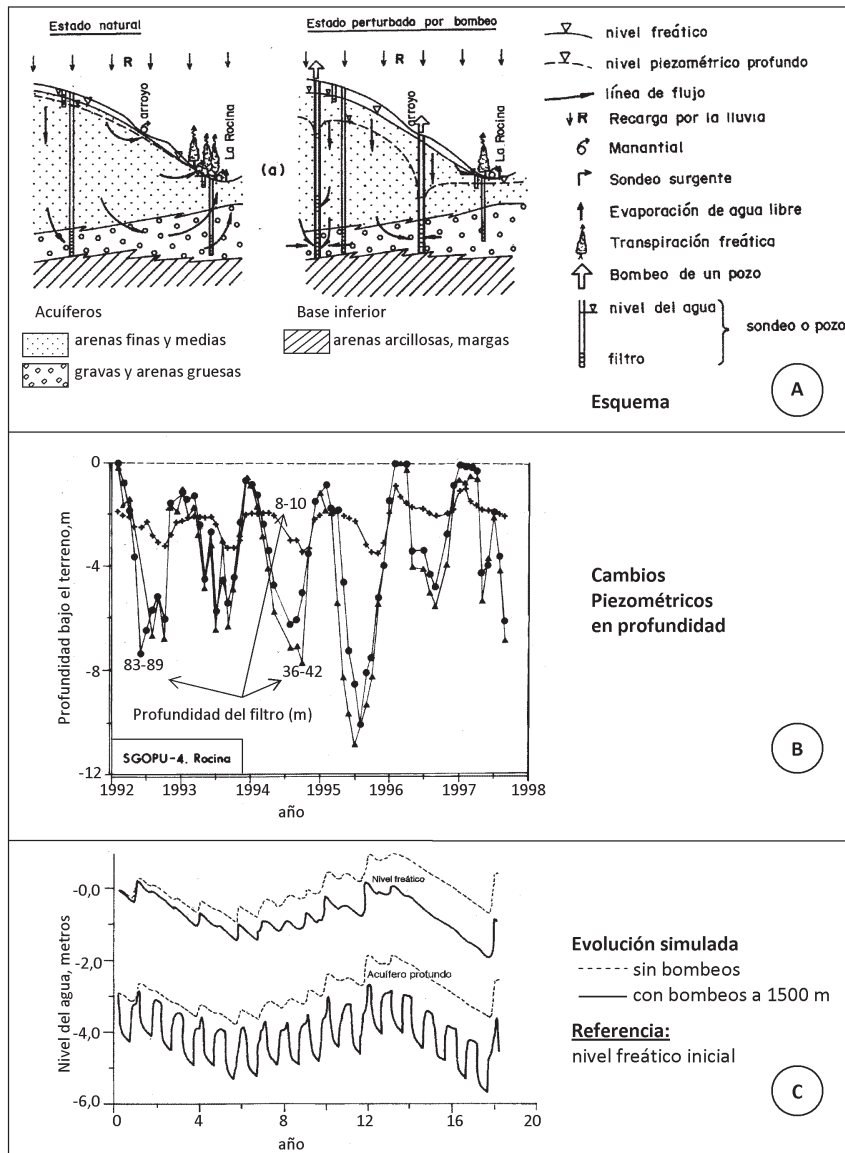 Estado natural
Estado perturbado por bombeo
R
R
arroyo
La Rocina
(a)
arroyo
La Rocina
nivel freático
nivel piezométrico profundo
línea de flujo
R Recarga por la lluvia
Manantial
Sondeo surgente
Evaporación de agua libre
Transpiración freática
Bombeo de un pozo
nivel del agua
sondeo o pozo
filtro
Acuíferos
arenas finas y medias
gravas y arenas gruesas
Base inferior
arenas arcillosas, margas
Esquema
A
Profundidad bajo el terreno,m
0
-4
-8
-12
8-10
83-89
36-42
Profundidad del filtro (m)
SGOPU-4. Rocina
1992 1993 1994 1995 1996 1997 1998
año
Cambios
Piezométricos
en profundidad
B
Nivel del agua, metros
-0,0
-2,0
-4,0
-6,0
Nivel freático
Acuífero profundo
0 4 6 8 10 12 14 16 18 20
año
Evolución simulada
sin bombeos
con bombeos a 1500 m
Referencia:
nivel freático inicial
C